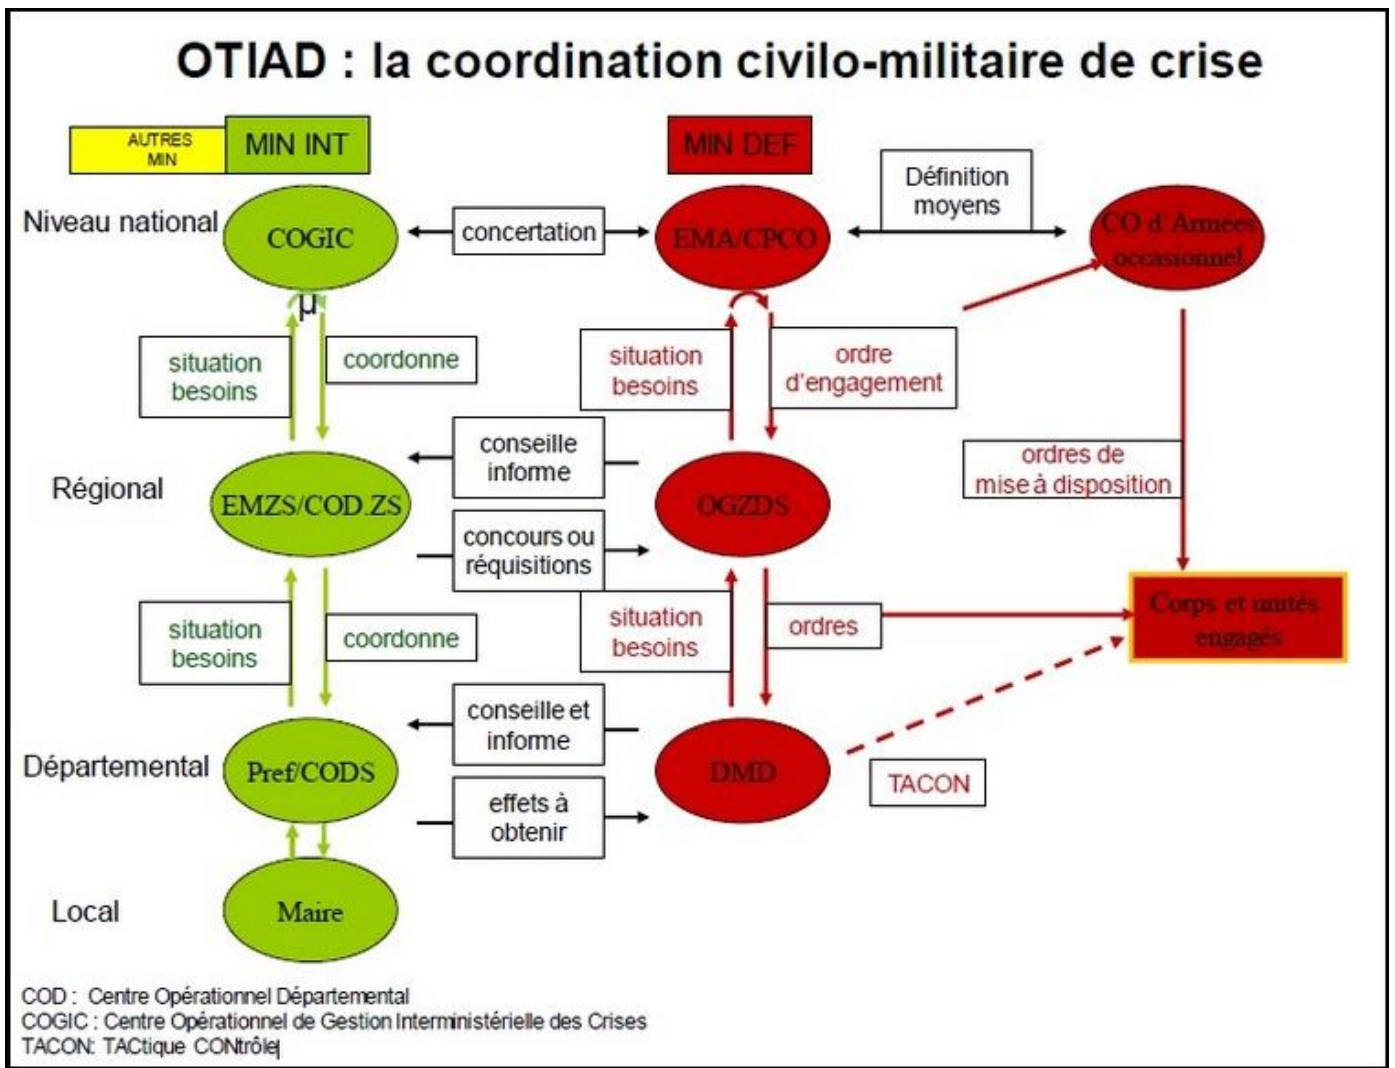 OTIAD : la coordination civilo-militaire de crise
AUTRES
MIN
MIN INT
MIN DEF
Niveau national
COGIC
concertation
EMA/CPCO
Définition
moyens
CO d'Armées
occasionnel
µ
situation
besoins
coordonne
situation
besoins
ordre
d'engagement
Régional
EMZS/COD.ZS
conseille
informe
concours ou
réquisitions
OGZDS
ordres de
mise à disposition
situation
besoins
coordonne
situation
besoins
ordres
Corps et unités
engagés
Départemental
Pref/CODS
conseille et
informe
effets à
obtenir
DMD
TACON
Local
Maire
COD : Centre Opérationnel Départemental
COGIC : Centre Opérationnel de Gestion Interministérielle des Crises
TACON: TACtique CONtrôle